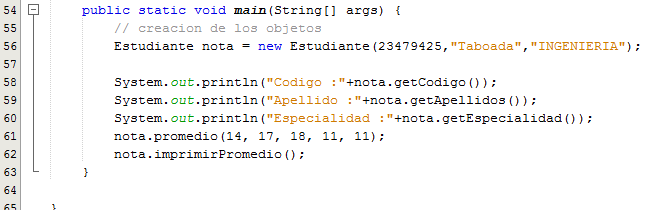 54 public static void main(String[] args) {
55 // creacion de los objetos
56 Estudiante nota = new Estudiante(23479425,"Taboada","INGENIERIA");
57
58 System.out.println("Codigo :"+nota.getCodigo());
59 System.out.println("Apellido :"+nota.getApellidos());
60 System.out.println("Especialidad :"+nota.getEspecialidad());
61 nota.promedio(14, 17, 18, 11, 11);
62 nota.imprimirPromedio();
63 }
64
65 }